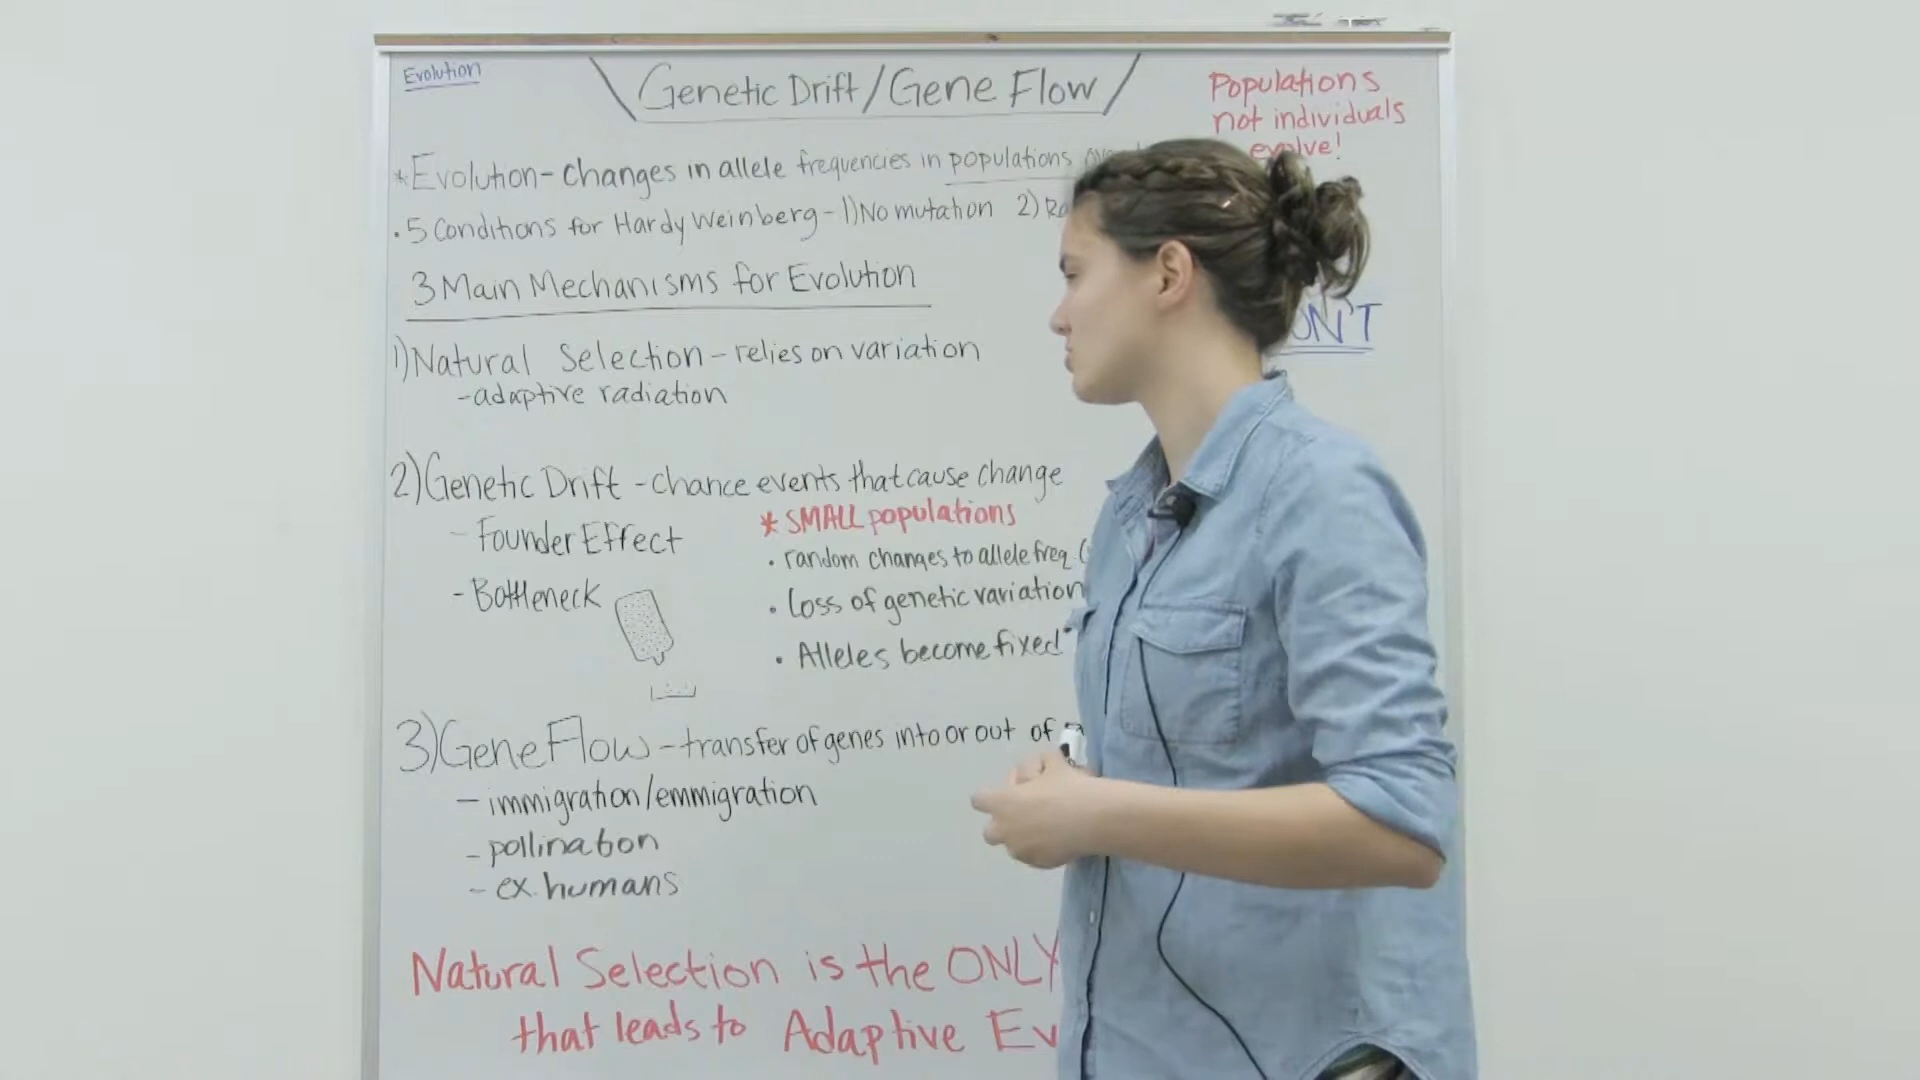 Evolution
Genetic Drift/Gene Flow
Populations
not individuals
evolve!
*Evolution- changes in allele frequencies in populations
• 5 Conditions for Hardy Weinberg - 1) No mutation 2)
3 Main Mechanisms for Evolution
1) Natural Selection - relies on variation
- adaptive radiation
2) Genetic Drift - chance events that cause change
- Founder Effect
- Bottleneck
* SMALL populations
• random changes to allele freq. (
• Loss of genetic variation
• Alleles become fixed
3) Gene Flow - transfer of genes into or out of
- immigration/emmigration
- pollination
- ex. humans
Natural Selection is the ONLY
that leads to Adaptive